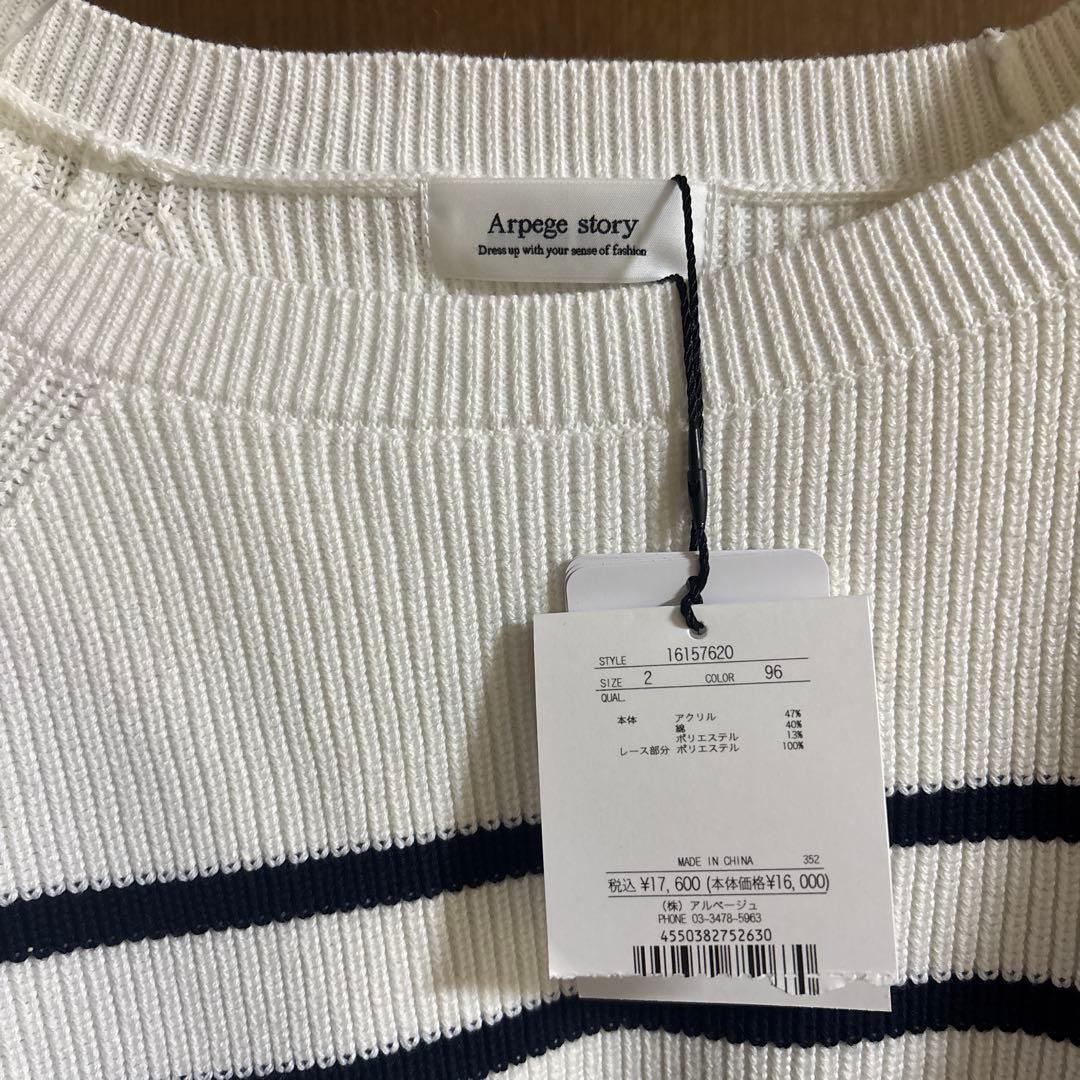 Arpege story
Dress up with your sense of fashion
STYLE 16157620
SIZE 2 COLOR 96
QUAL.
本体 アクリル 47%
綿 40%
ポリエステル 13%
レース部分 ポリエステル 100%
MADE IN CHINA 352
税込 ¥17,600 (本体価格¥16,000)
(株) アルページュ
PHONE 03-3478-5963
4550382752630